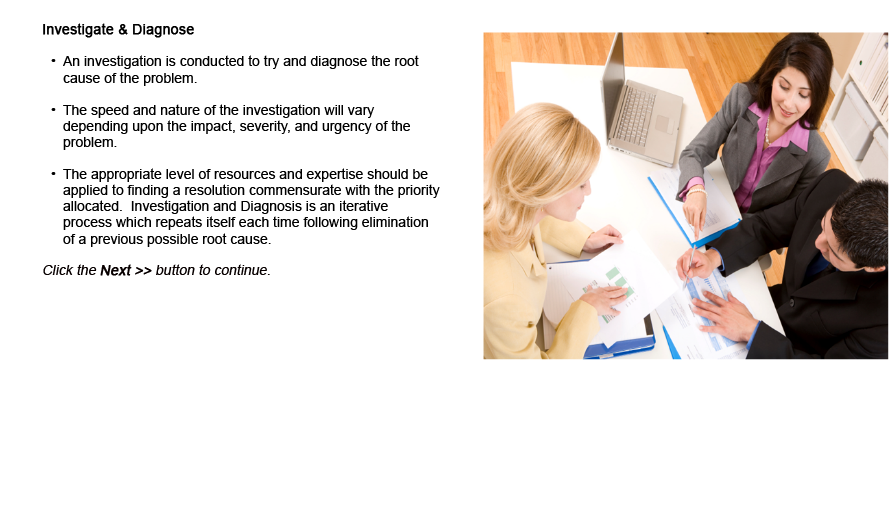 Investigate & Diagnose
• An investigation is conducted to try and diagnose the root
cause of the problem.
• The speed and nature of the investigation will vary
depending upon the impact, severity, and urgency of the
problem.
• The appropriate level of resources and expertise should be
applied to finding a resolution commensurate with the priority
allocated.  Investigation and Diagnosis is an iterative
process which repeats itself each time following elimination
of a previous possible root cause.
Click the Next >> button to continue.